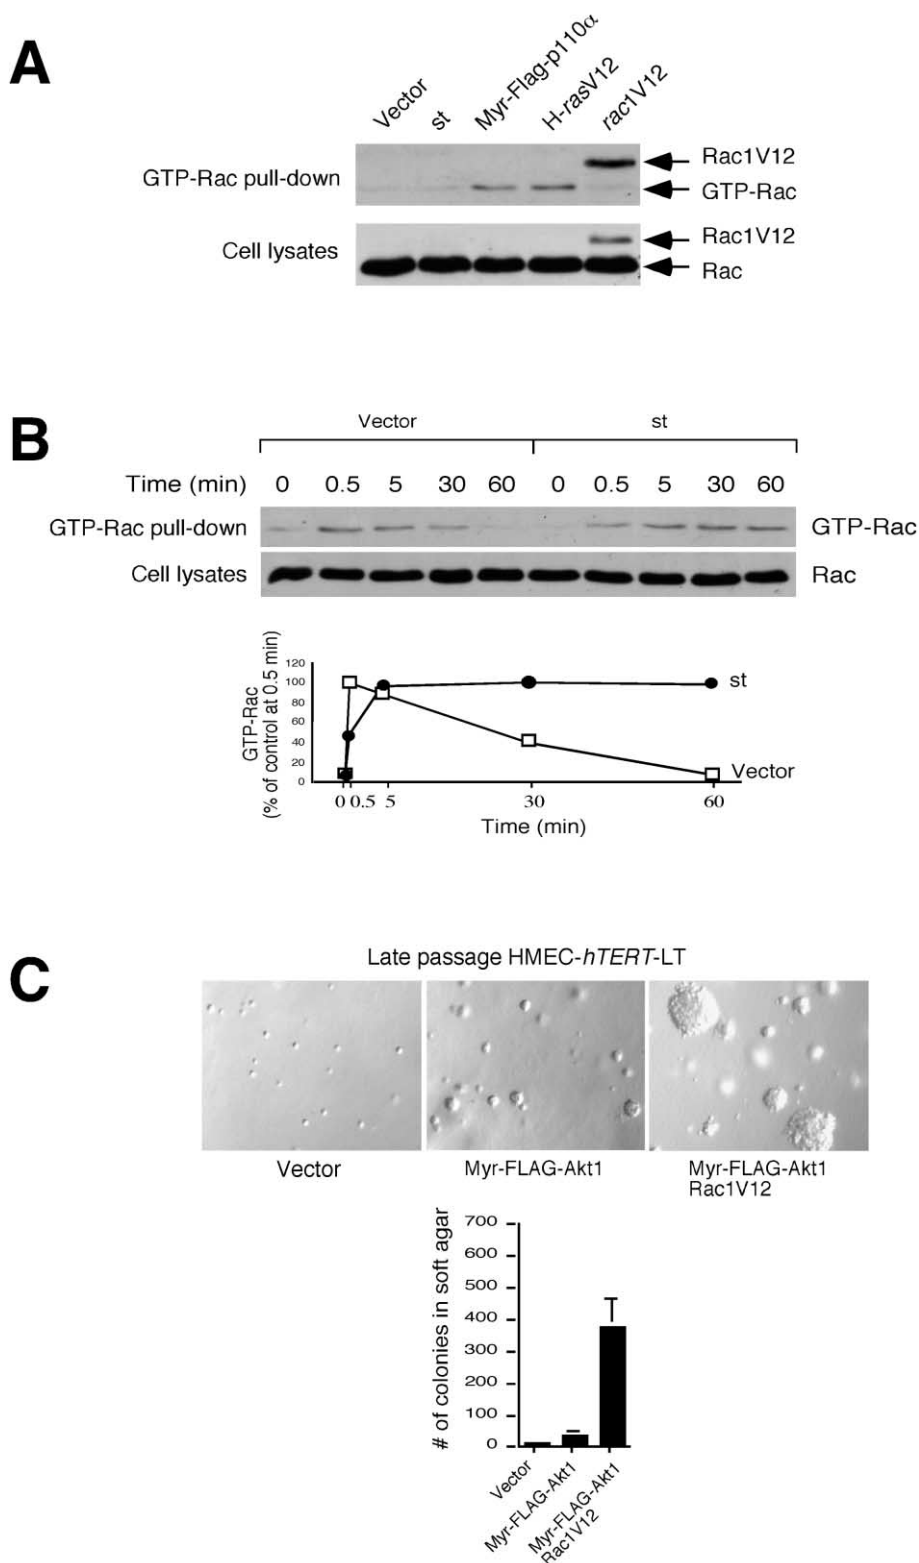 A
Vector
st
Myr-Flag-p110α
H-rasV12
rac1V12
GTP-Rac pull-down
Rac1V12
GTP-Rac
Cell lysates
Rac1V12
Rac
B
Vector
st
Time (min) 0 0.5 5 30 60 0 0.5 5 30 60
GTP-Rac pull-down
GTP-Rac
Cell lysates
Rac
GTP-Rac
(% of control at 0.5 min)
120
100
80
60
40
20
0
st
Vector
0 0.5 5 30 60
Time (min)
C
Late passage HMEC-hTERT-LT
Vector
Myr-FLAG-Akt1
Myr-FLAG-Akt1
Rac1V12
# of colonies in soft agar
700
600
500
400
300
200
100
0
Vector
Myr-FLAG-Akt1
Myr-FLAG-Akt1
Rac1V12